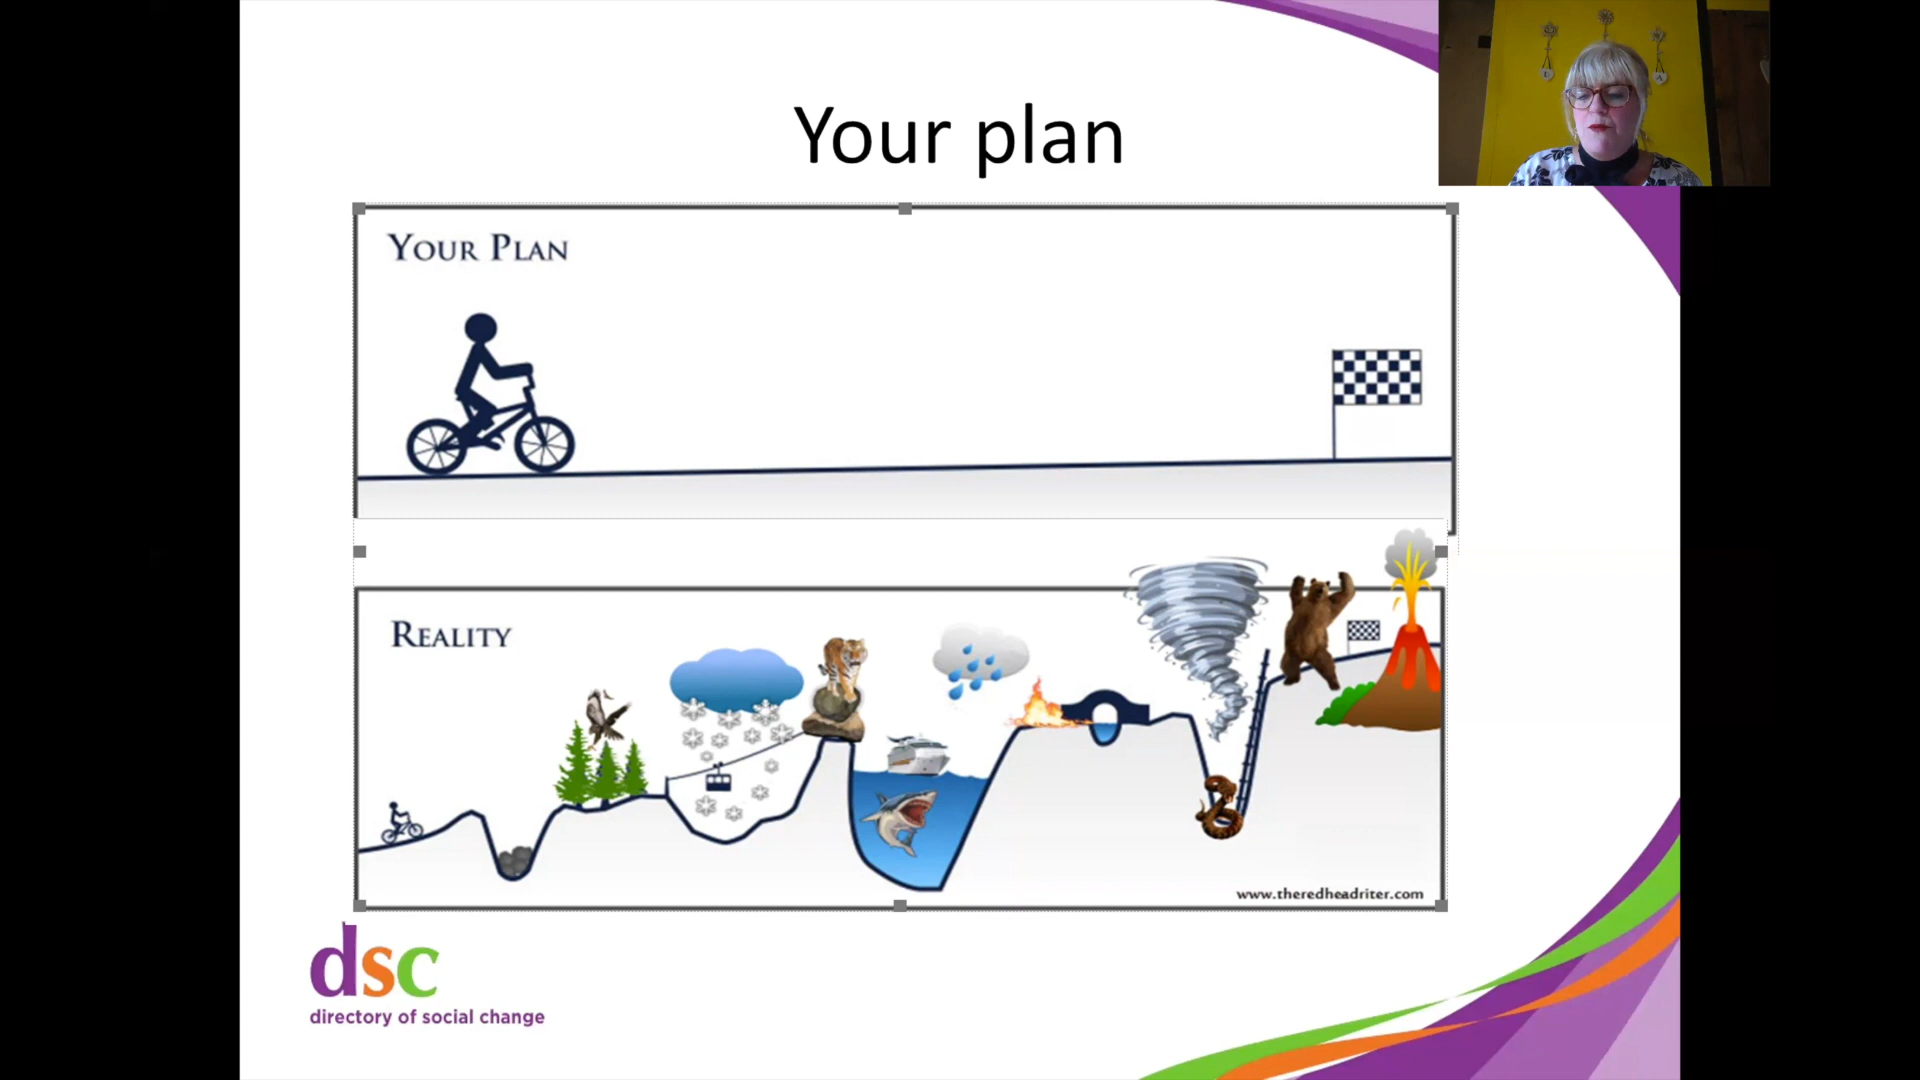 Your plan
YOUR PLAN
REALITY
www.theredheadriter.com
dsc
directory of social change